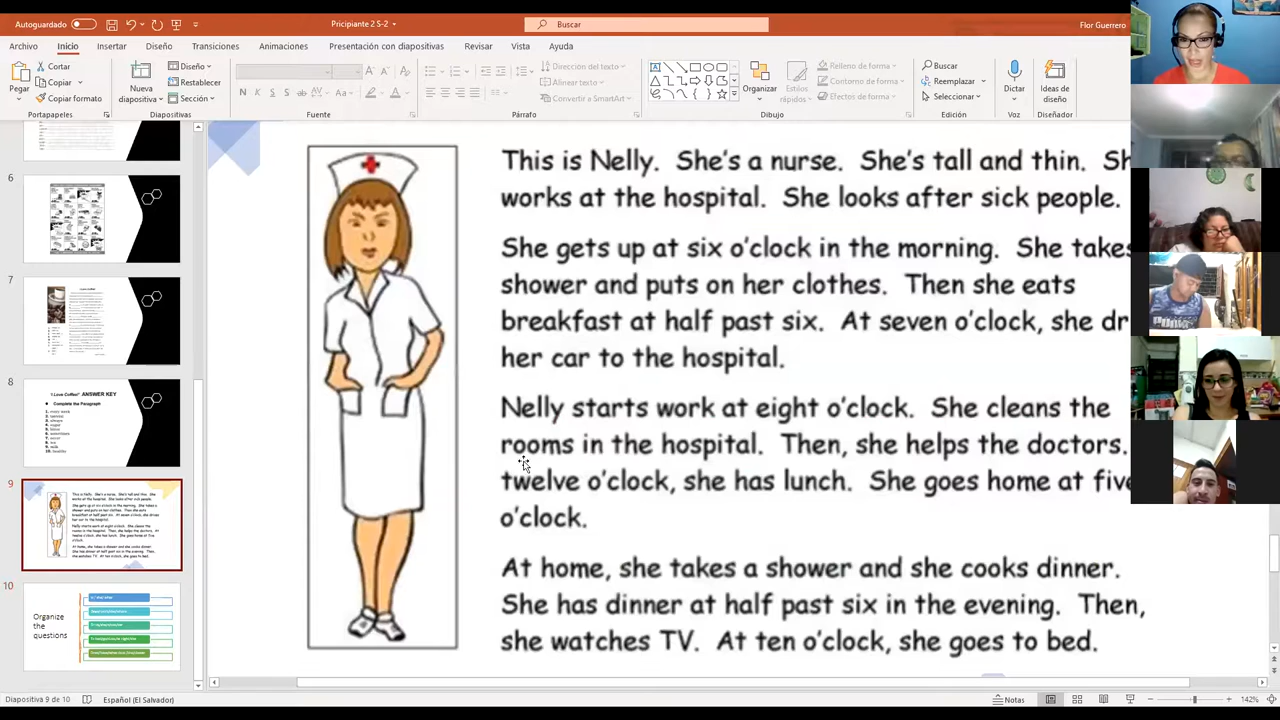 Autoguardado
Pricipiante 2 S-2
Buscar
Flor Guerrero
Archivo Inicio Insertar Diseño Transiciones Animaciones Presentación con diapositivas Revisar Vista Ayuda
Pegar
Cortar
Copiar
Copiar formato
Portapapeles
Nueva diapositiva
Diseño
Restablecer
Sección
Diapositivas
Fuente
Dirección del texto
Alinear texto
Convertir a SmartArt
Párrafo
Organizar
Estilos rápidos
Relleno de forma
Contorno de forma
Efectos de forma
Dibujo
Buscar
Reemplazar
Seleccionar
Edición
Dictar
Voz
Ideas de diseño
Diseñador
6
7
8
"I Love Coffee" ANSWER KEY
Complete the Paragraph
9
10
Organize
the
questions
This is Nelly. She's a nurse. She's tall and thin. Sh
works at the hospital. She looks after sick people.
She gets up at six o'clock in the morning. She takes
shower and puts on her clothes. Then she eats
breakfast at half past six. At seven o'clock, she dr
her car to the hospital.
Nelly starts work at eight o'clock. She cleans the
rooms in the hospital. Then, she helps the doctors.
twelve o'clock, she has lunch. She goes home at five
o'clock.
At home, she takes a shower and she cooks dinner.
She has dinner at half past six in the evening. Then,
she watches TV. At ten o'clock, she goes to bed.
Diapositiva 9 de 10
Español (El Salvador)
Notas
142%